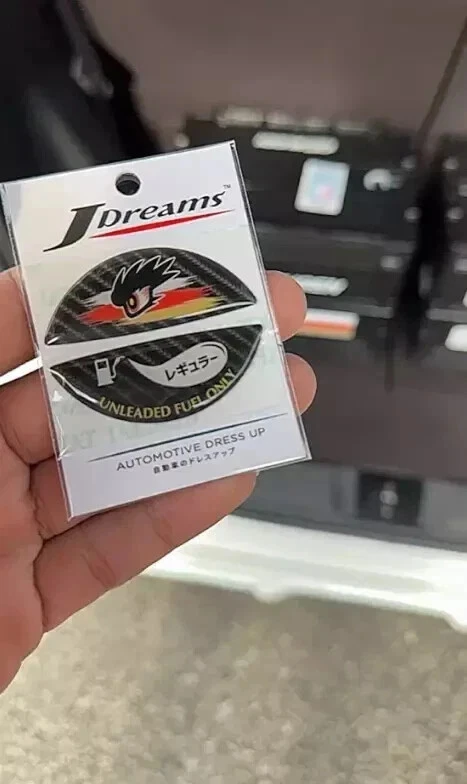 JDreams™
レギュラー
UNLEADED FUEL ONLY
AUTOMOTIVE DRESS UP
自動車のドレスアップ